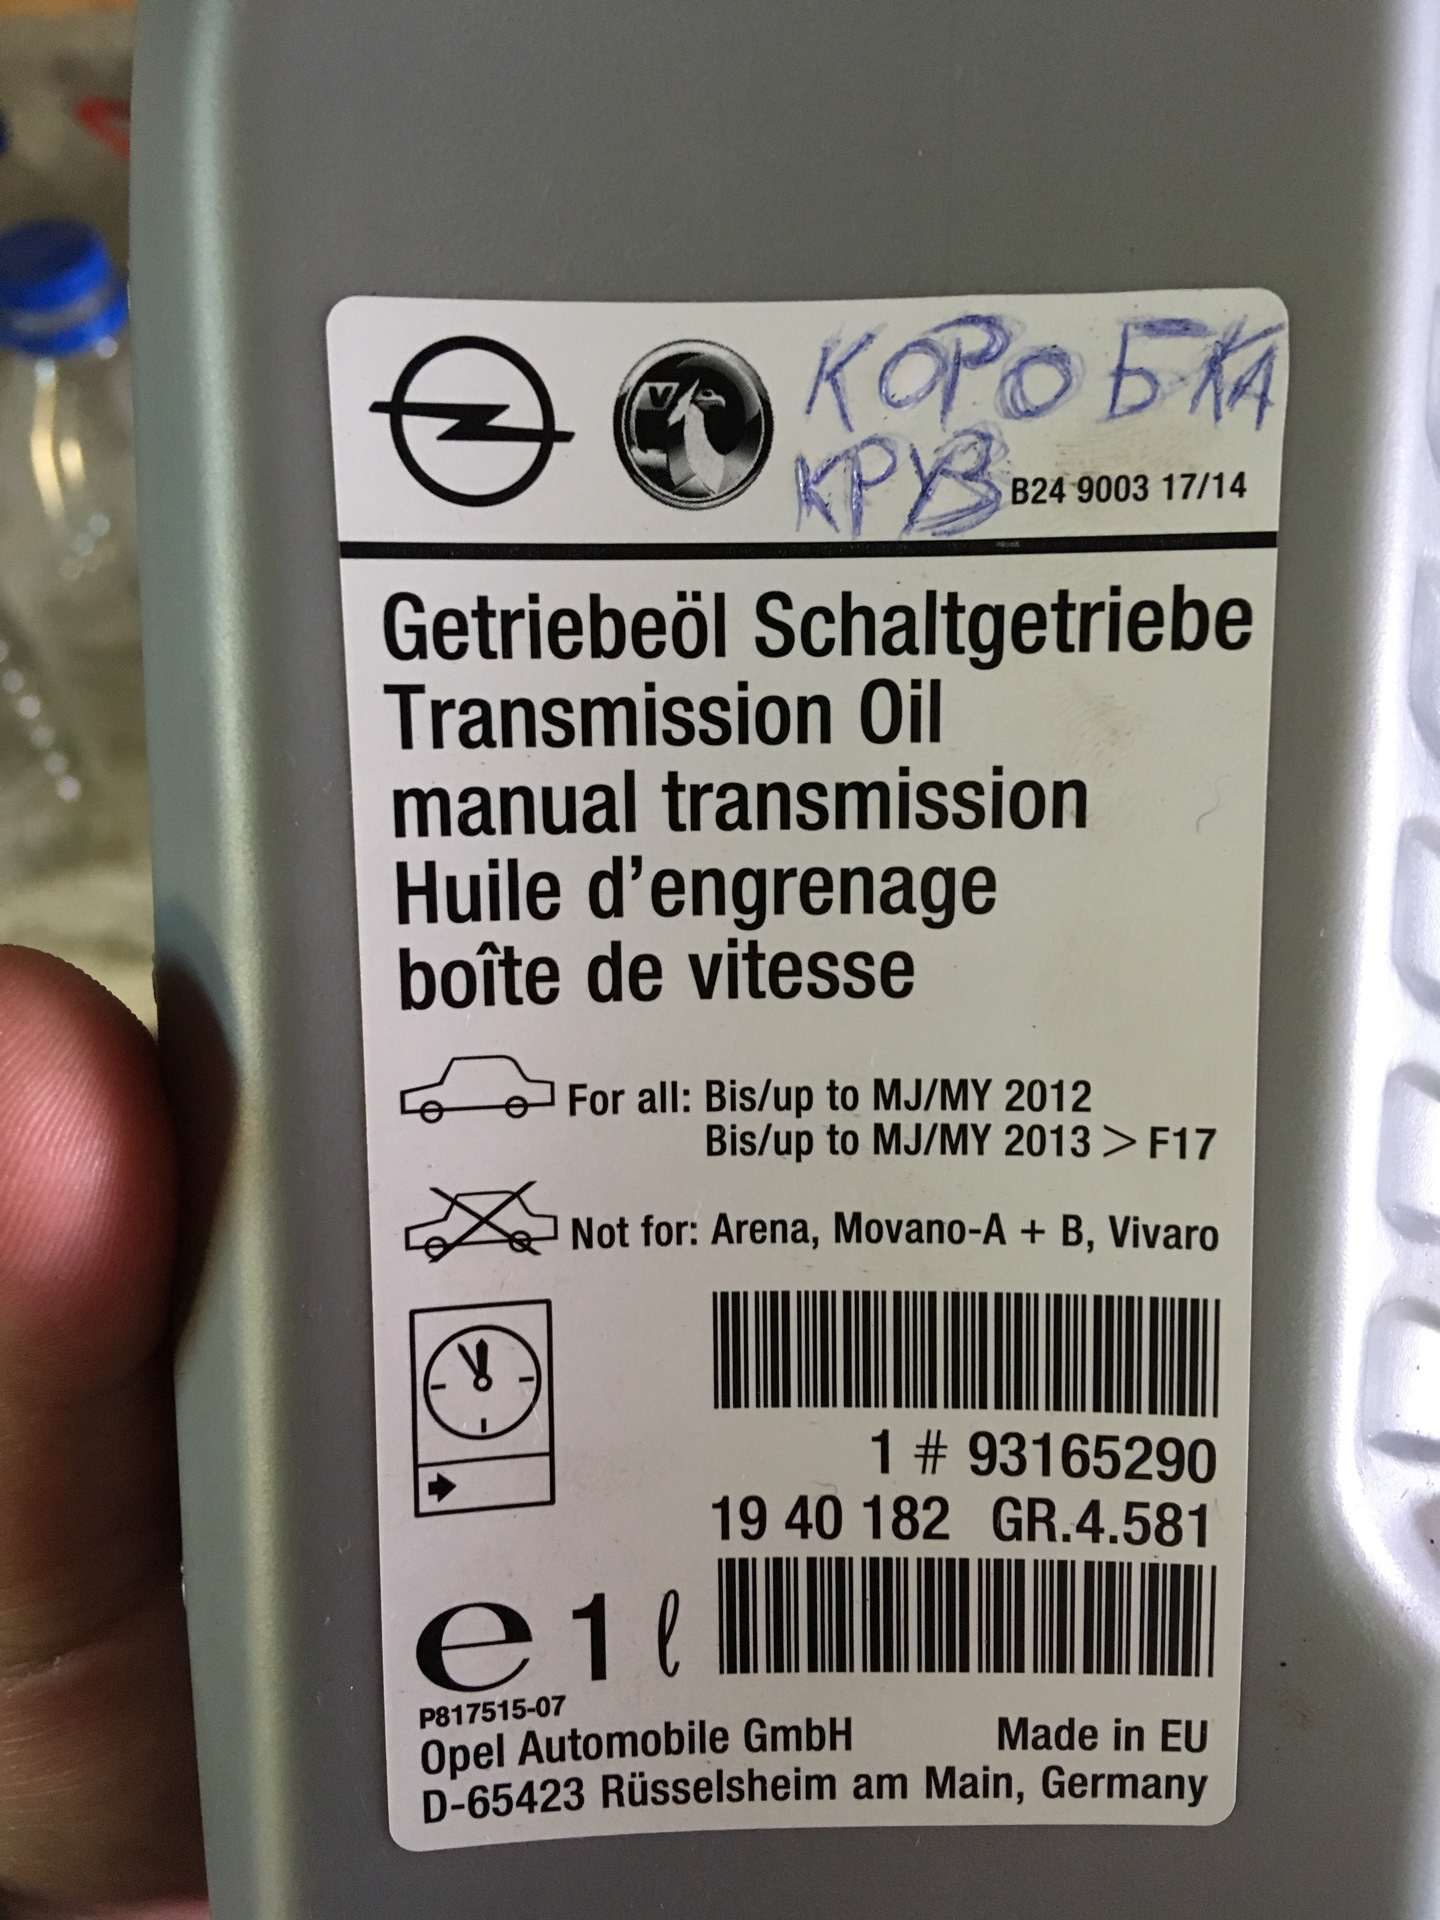 КОРОБКА
КРУЗ
B24 9003 17/14
Getriebeöl Schaltgetriebe
Transmission Oil
manual transmission
Huile d'engrenage
boîte de vitesse
For all: Bis/up to MJ/MY 2012
Bis/up to MJ/MY 2013 > F17
Not for: Arena, Movano-A + B, Vivaro
1 # 93165290
19 40 182 GR.4.581
e 1 ℓ
P817515-07
Opel Automobile GmbH Made in EU
D-65423 Rüsselsheim am Main, Germany